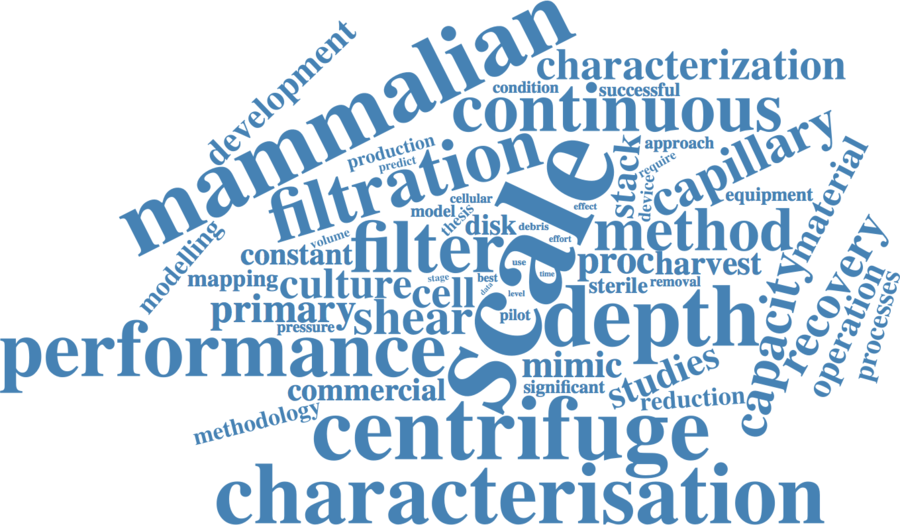 mammalian
development
characterization
condition
successful
continuous
production
predict
filtration
approach
require
stack
device
capillary
material
cellular
model
thesis
effect
equipment
scale
disk
debris
effort
method
volume
constant
filter
modelling
mapping
culture
stage
best
data
use
time
level
proc
harvest
sterile
removal
cell
primary
pressure
shear
pilot
depth
capacity
recovery
operation
processes
performance
mimic
commercial
significant
studies
reduction
methodology
centrifuge
characterisation